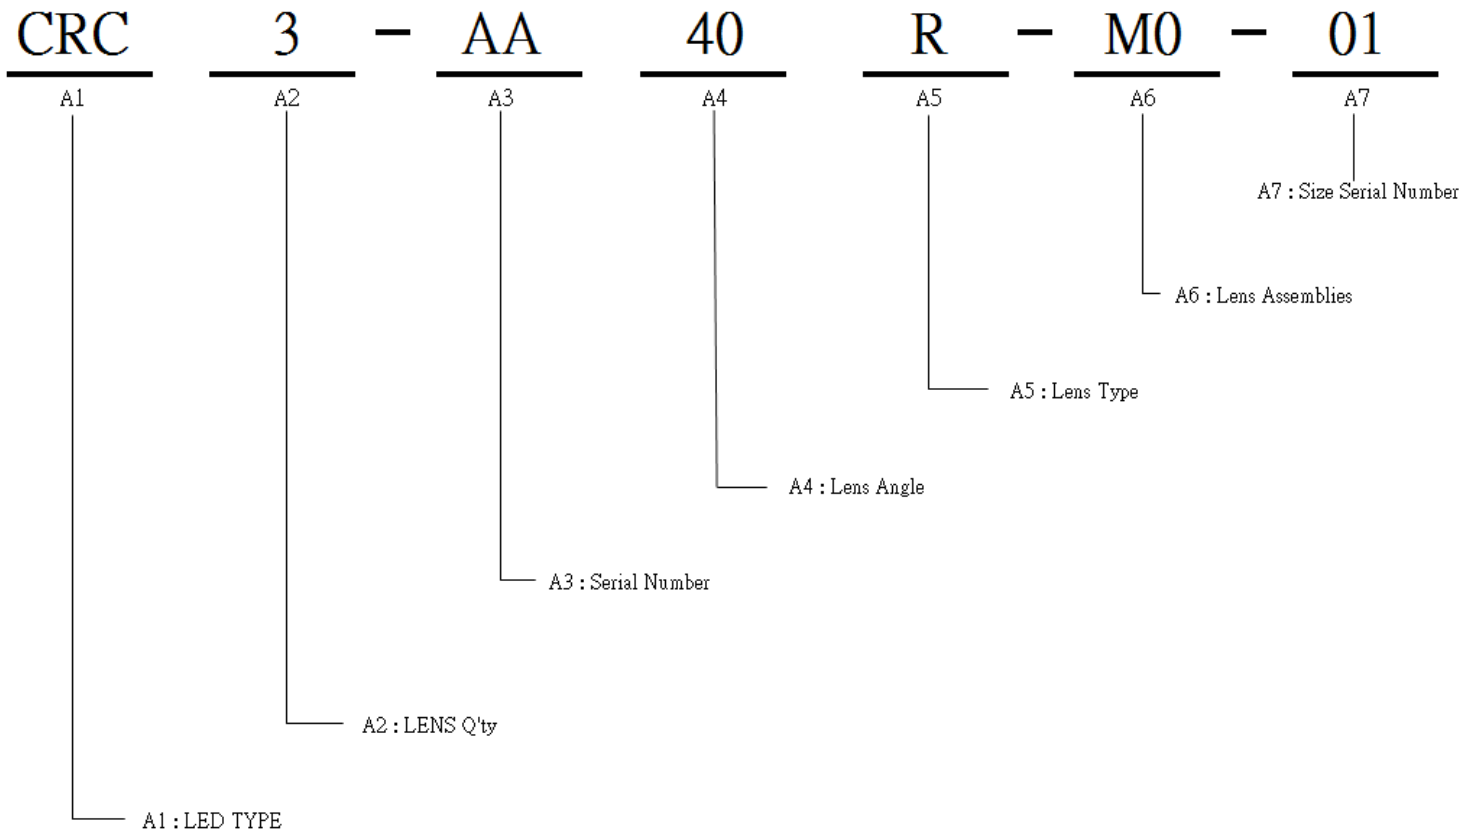 CRC 3 - AA 40 R - M0 - 01
A1 A2 A3 A4 A5 A6 A7
A7 : Size Serial Number
A6 : Lens Assemblies
A5 : Lens Type
A4 : Lens Angle
A3 : Serial Number
A2 : LENS Q'ty
A1 : LED TYPE